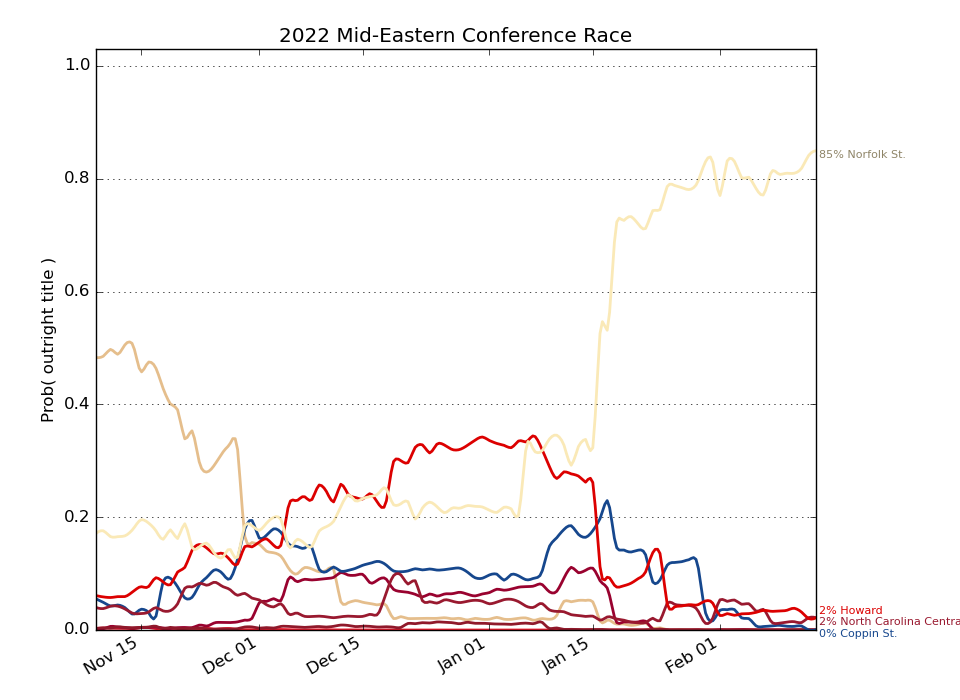 2022 Mid-Eastern Conference Race
Prob( outright title )
1.0
0.8
0.6
0.4
0.2
0.0
Nov 15
Dec 01
Dec 15
Jan 01
Jan 15
Feb 01
85% Norfolk St.
2% Howard
2% North Carolina Centra
0% Coppin St.